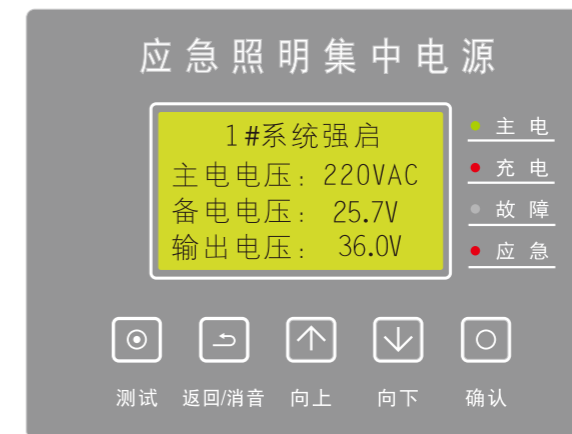 应急照明集中电源
1#系统强启
主电电压: 220VAC
备电电压: 25.7V
输出电压: 36.0V
主电
充电
故障
应急
测试 返回/消音 向上 向下 确认